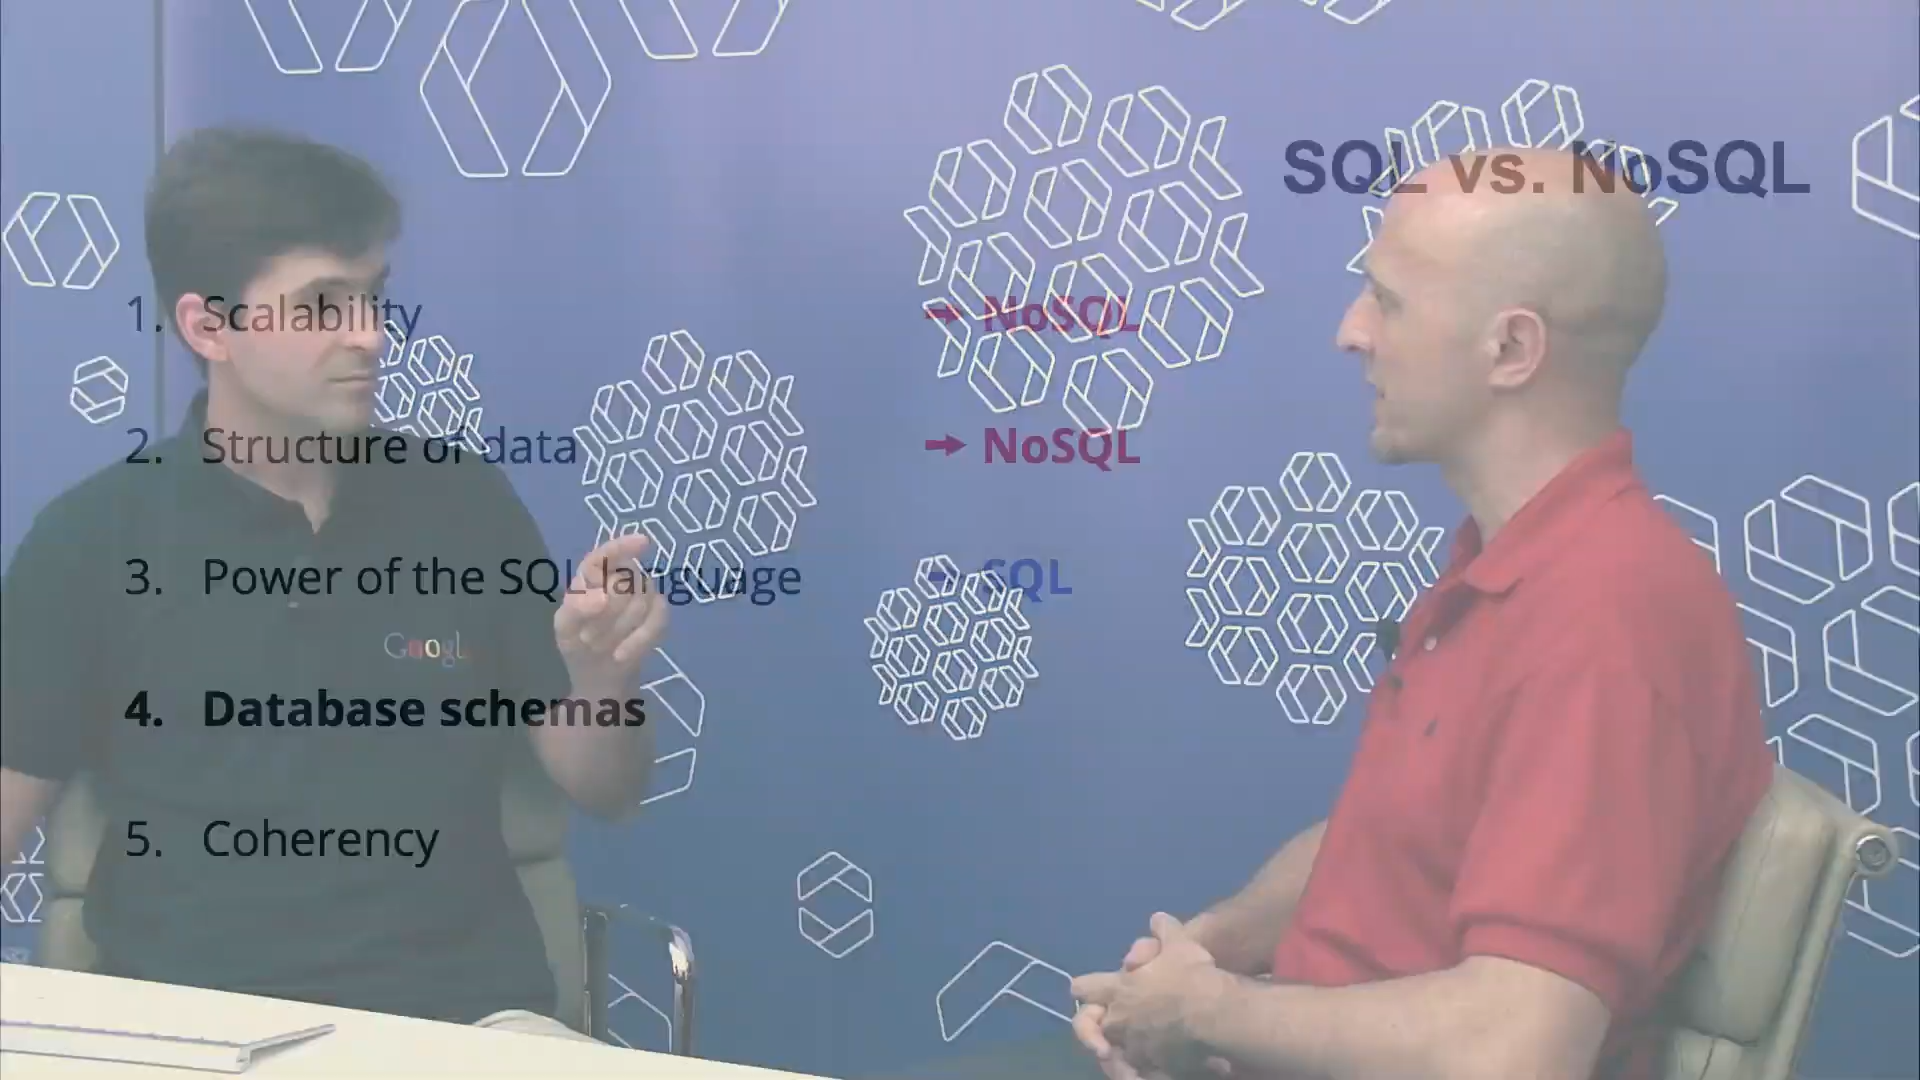 SQL vs. NoSQL
1. Scalability → NoSQL
2. Structure of data → NoSQL
3. Power of the SQL language → SQL
4. Database schemas
5. Coherency
Google